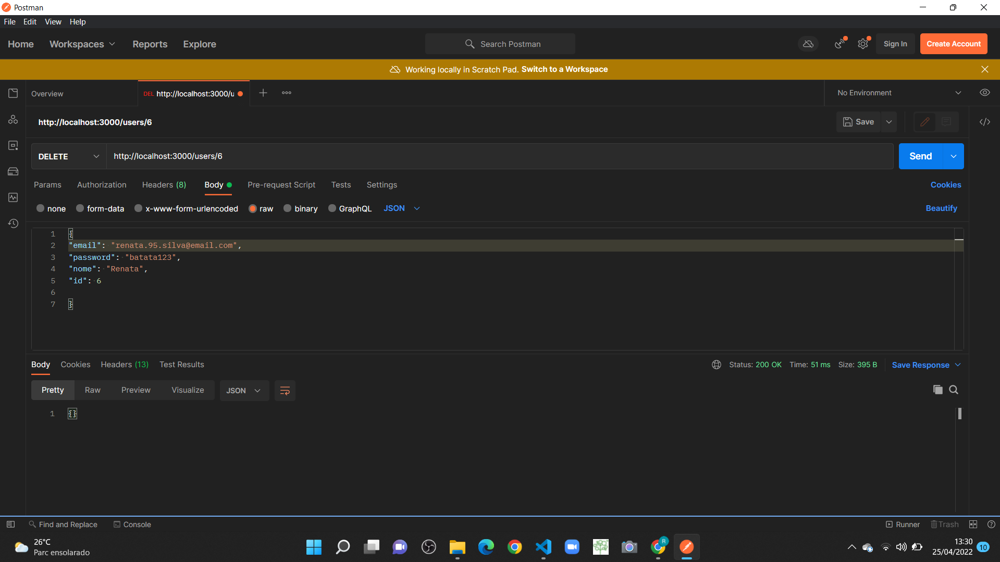 Postman
File Edit View Help
Home Workspaces Reports Explore Search Postman Sign In Create Account
Working locally in Scratch Pad. Switch to a Workspace
Overview DEL http://localhost:3000/u No Environment
http://localhost:3000/users/6 Save
DELETE http://localhost:3000/users/6 Send
Params Authorization Headers (8) Body Pre-request Script Tests Settings Cookies
none form-data x-www-form-urlencoded raw binary GraphQL JSON Beautify
1 {
2 "email": "renata.95.silva@email.com",
3 "password": "batata123",
4 "nome": "Renata",
5 "id": 6
6
7 }
Body Cookies Headers (13) Test Results Status: 200 OK Time: 51 ms Size: 395 B Save Response
Pretty Raw Preview Visualize JSON
1 {}
Find and Replace Console Runner Trash
26°C
Parc ensolarado
R
13:30
25/04/2022 10